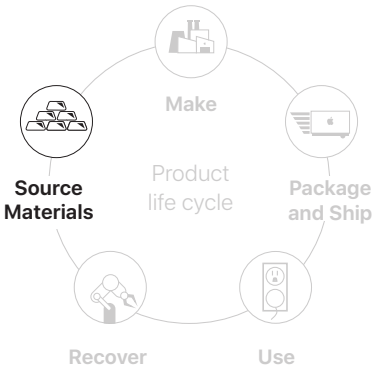 Make
Source
Materials
Product
life cycle
Package
and Ship
Recover
Use